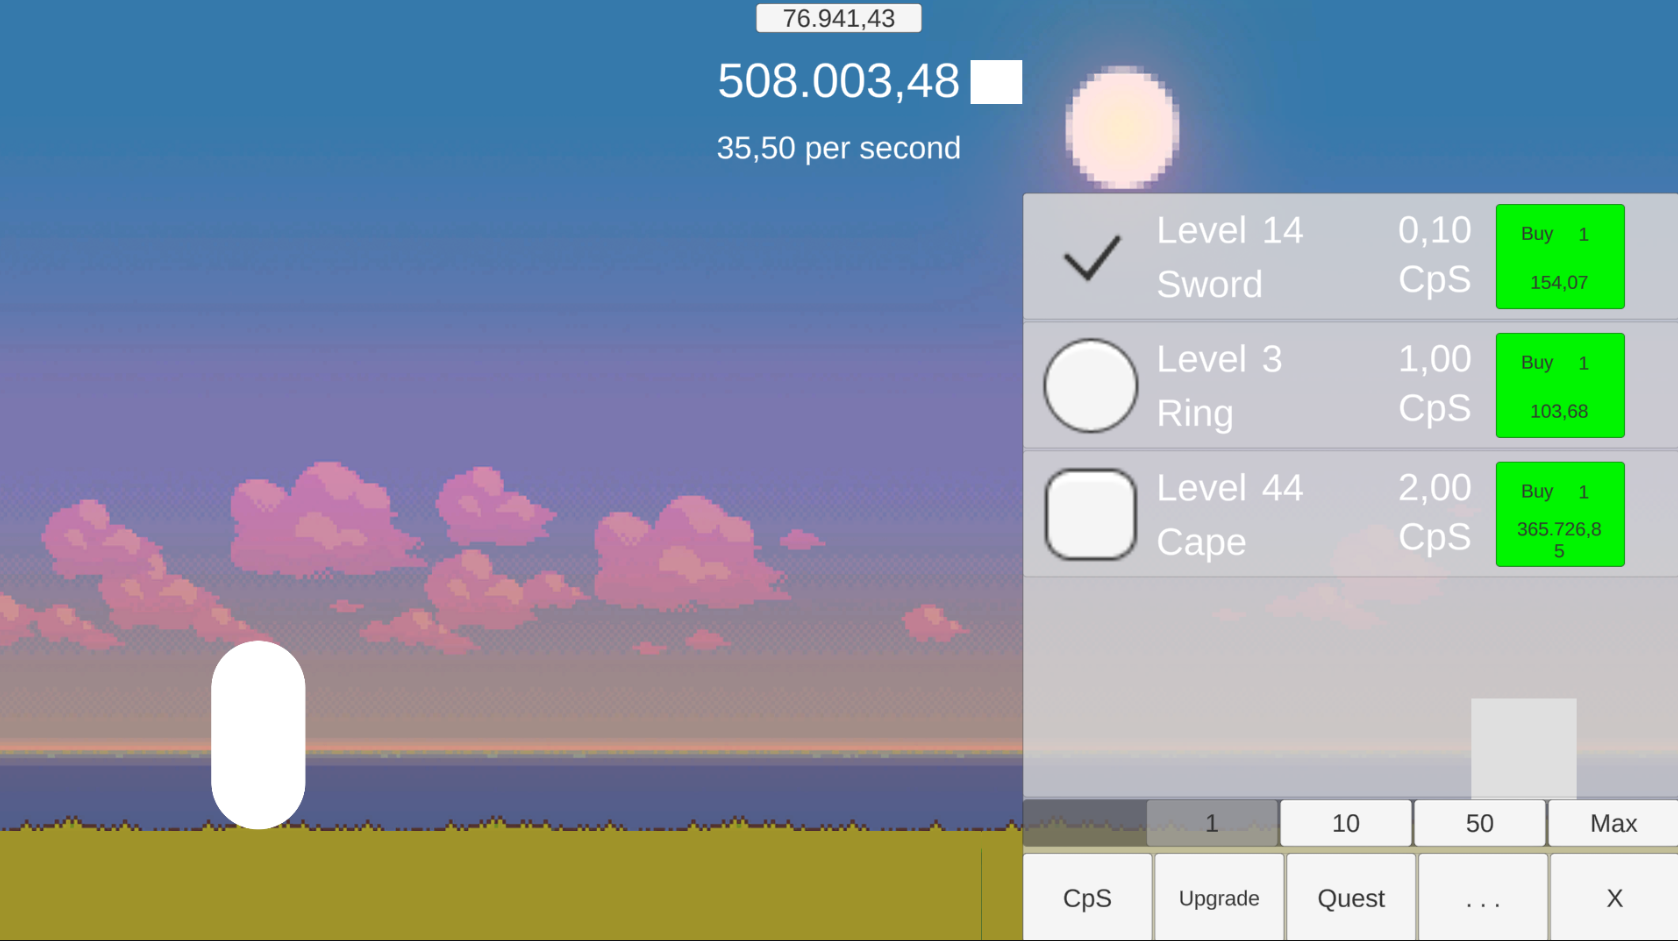 76.941,43
508.003,48
35,50 per second
Level 14 0,10
Sword CpS
Buy 1
154,07
Level 3 1,00
Ring CpS
Buy 1
103,68
Level 44 2,00
Cape CpS
Buy 1
365.726,8
5
1 10 50 Max
CpS Upgrade Quest . . . X